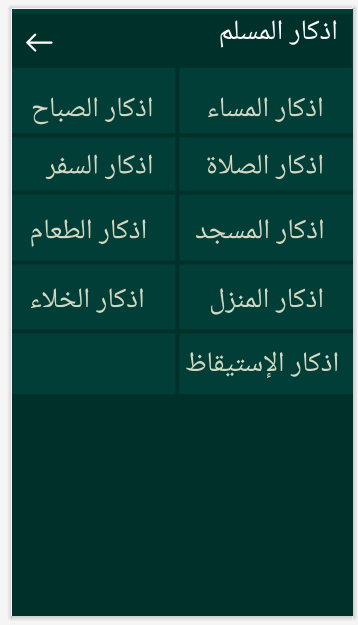 اذكار المسلم
اذكار المساء
اذكار الصباح
اذكار الصلاة
اذكار السفر
اذكار المسجد
اذكار الطعام
اذكار المنزل
اذكار الخلاء
اذكار الإستيقاظ